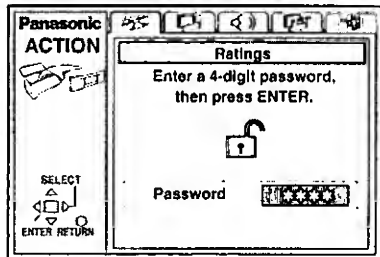 Panasonic
ACTION
Ratings
Enter a 4-digit password,
then press ENTER.
SELECT
Password
ENTER RETURN